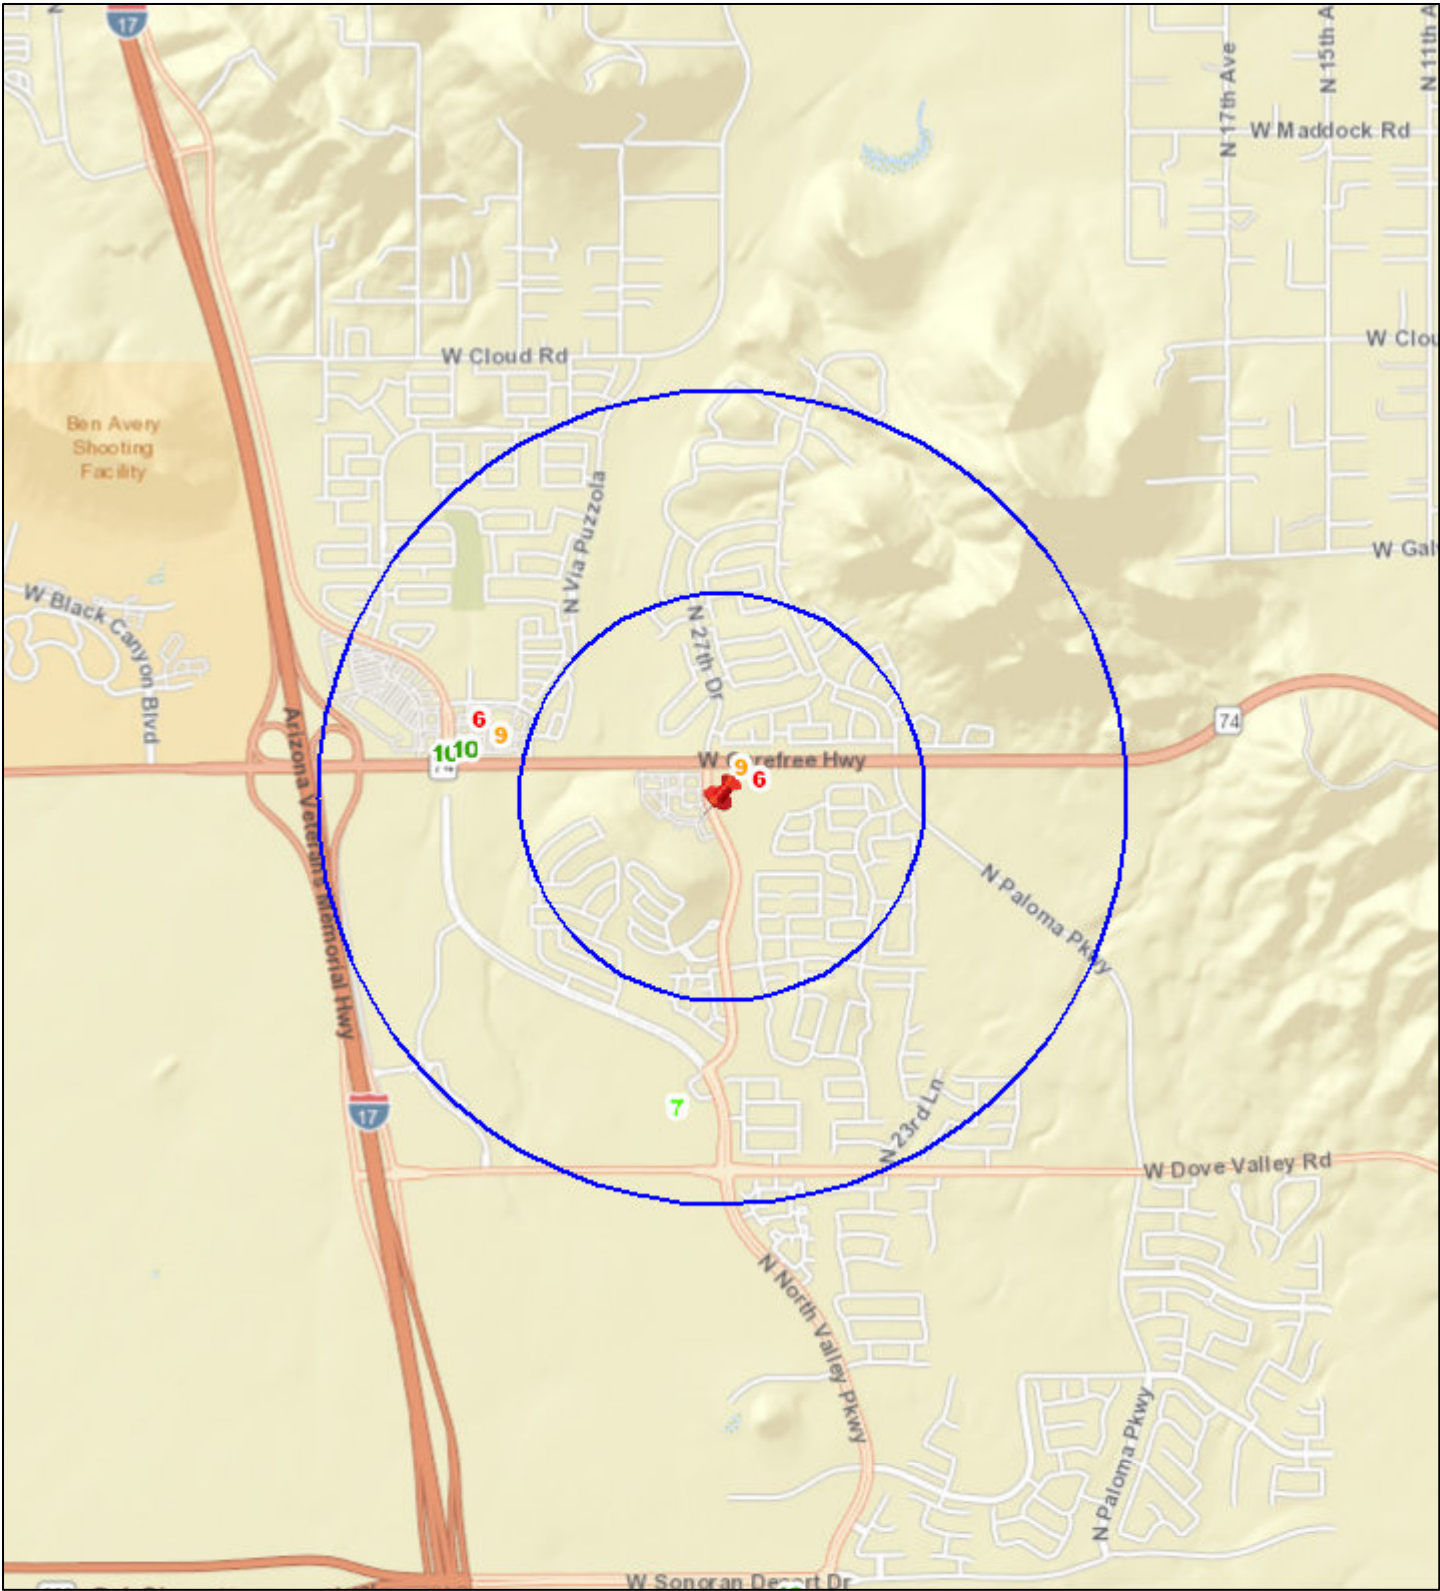 17
N 17th Ave
N 15th A
N 11th A
W Maddock Rd
W Clou
W Cloud Rd
Ben Avery
Shooting
Facility
N Via Puzzola
W Gal
W Black Canyon Blvd
N 27th Dr
6
9
10
10
74
Arizona Veterans Memorial Hwy
W Carefree Hwy
9
6
N Paloma Pkwy
7
17
N 23rd Ln
W Dove Valley Rd
N North Valley Pkwy
N Paloma Pkwy
W Sonoran Desert Dr